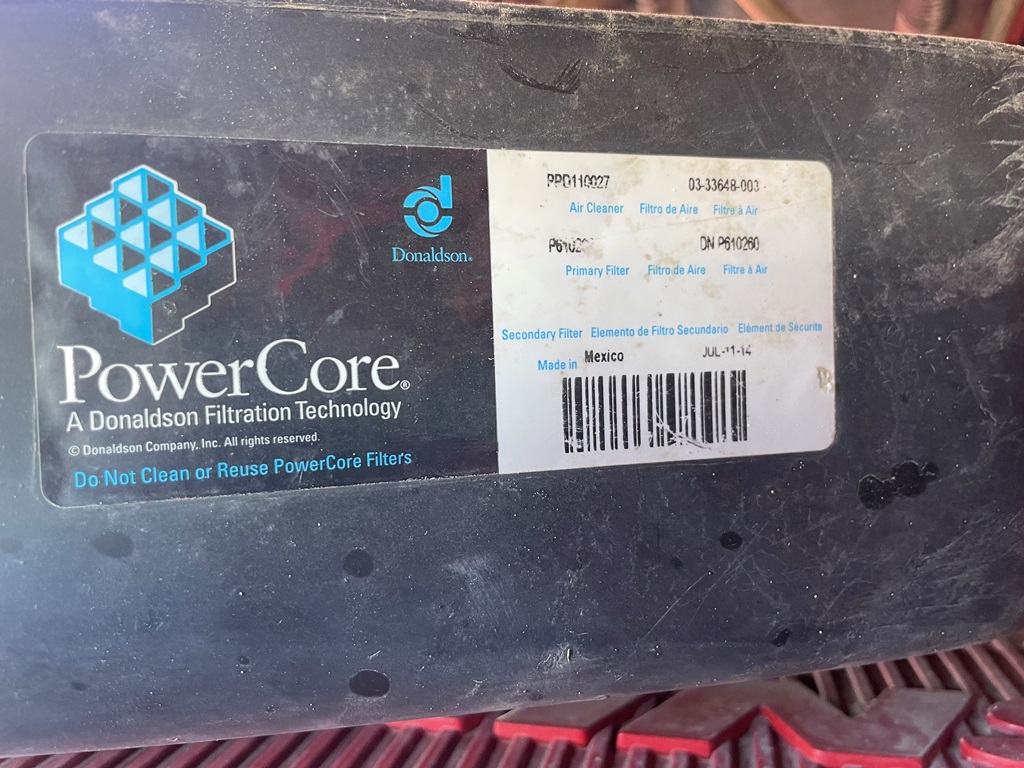 Donaldson®
PowerCore®
A Donaldson Filtration Technology
© Donaldson Company, Inc. All rights reserved.
Do Not Clean or Reuse PowerCore Filters
PPD110027 03-33648-003
Air Cleaner Filtro de Aire Filtre à Air
DN P610260
Primary Filter Filtro de Aire Filtre à Air
Secondary Filter Elemento de Filtro Secundario Elément de Sécurite
Made in Mexico